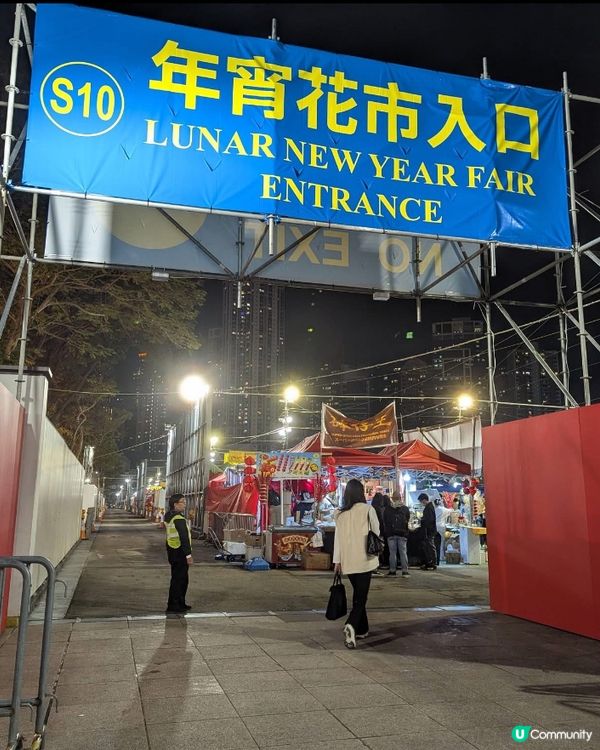 S10
年宵花市入口
LUNAR NEW YEAR FAIR
ENTRANCE
NO EXIT
U Community